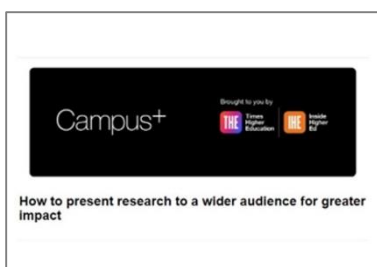 Campus+
Brought to you by
THE Times
Higher
Education
IHE Inside
Higher
Ed
How to present research to a wider audience for greater
impact